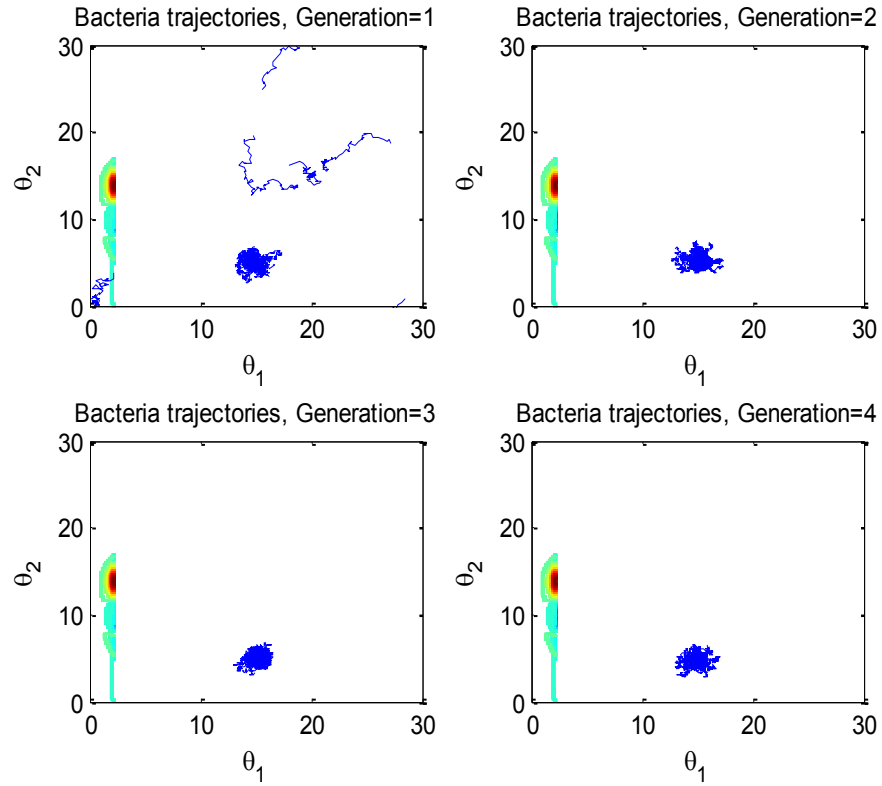 Bacteria trajectories, Generation=1
30
20
10
0
θ2
0 10 20 30
θ1
Bacteria trajectories, Generation=2
30
20
10
0
θ2
0 10 20 30
θ1
Bacteria trajectories, Generation=3
30
20
10
0
θ2
0 10 20 30
θ1
Bacteria trajectories, Generation=4
30
20
10
0
θ2
0 10 20 30
θ1